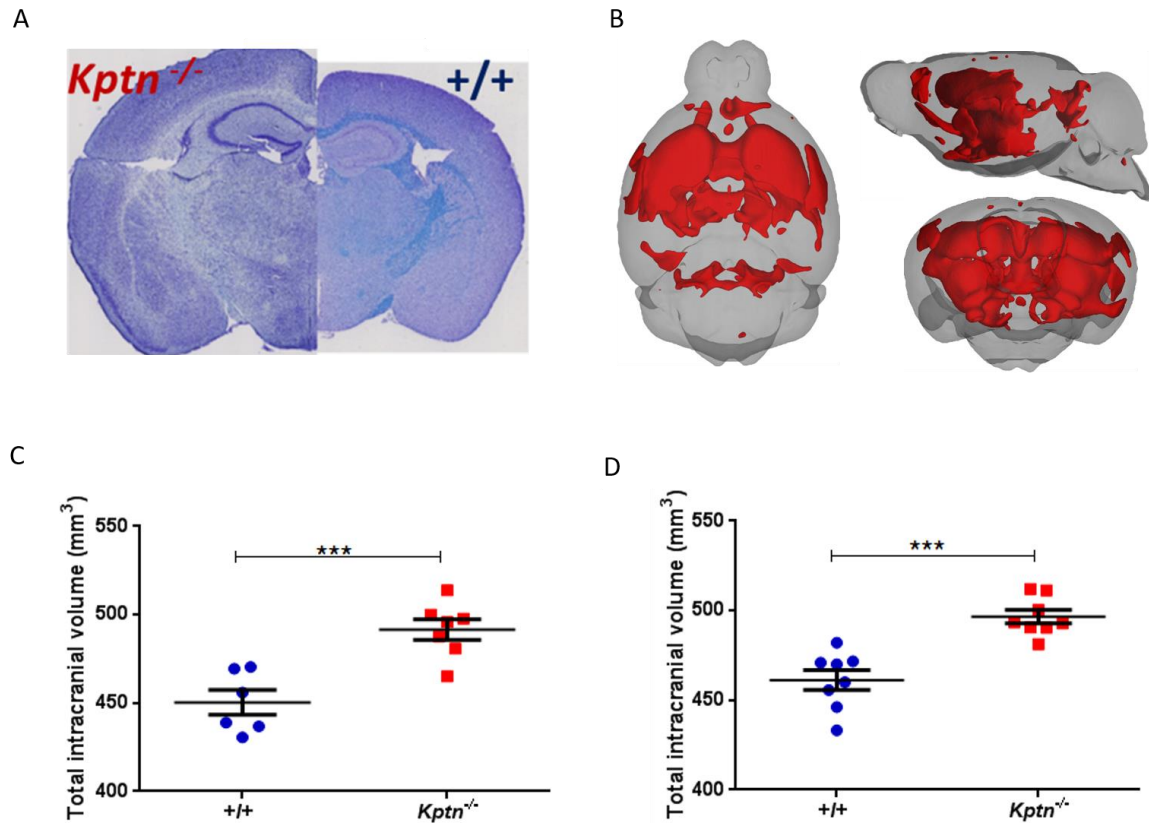 A
B
Kptn -/-
+/+
C
D
Total intracranial volume (mm3)
550
500
450
400
***
+/+
Kptn-/-
Total intracranial volume (mm3)
550
500
450
400
***
+/+
Kptn-/-